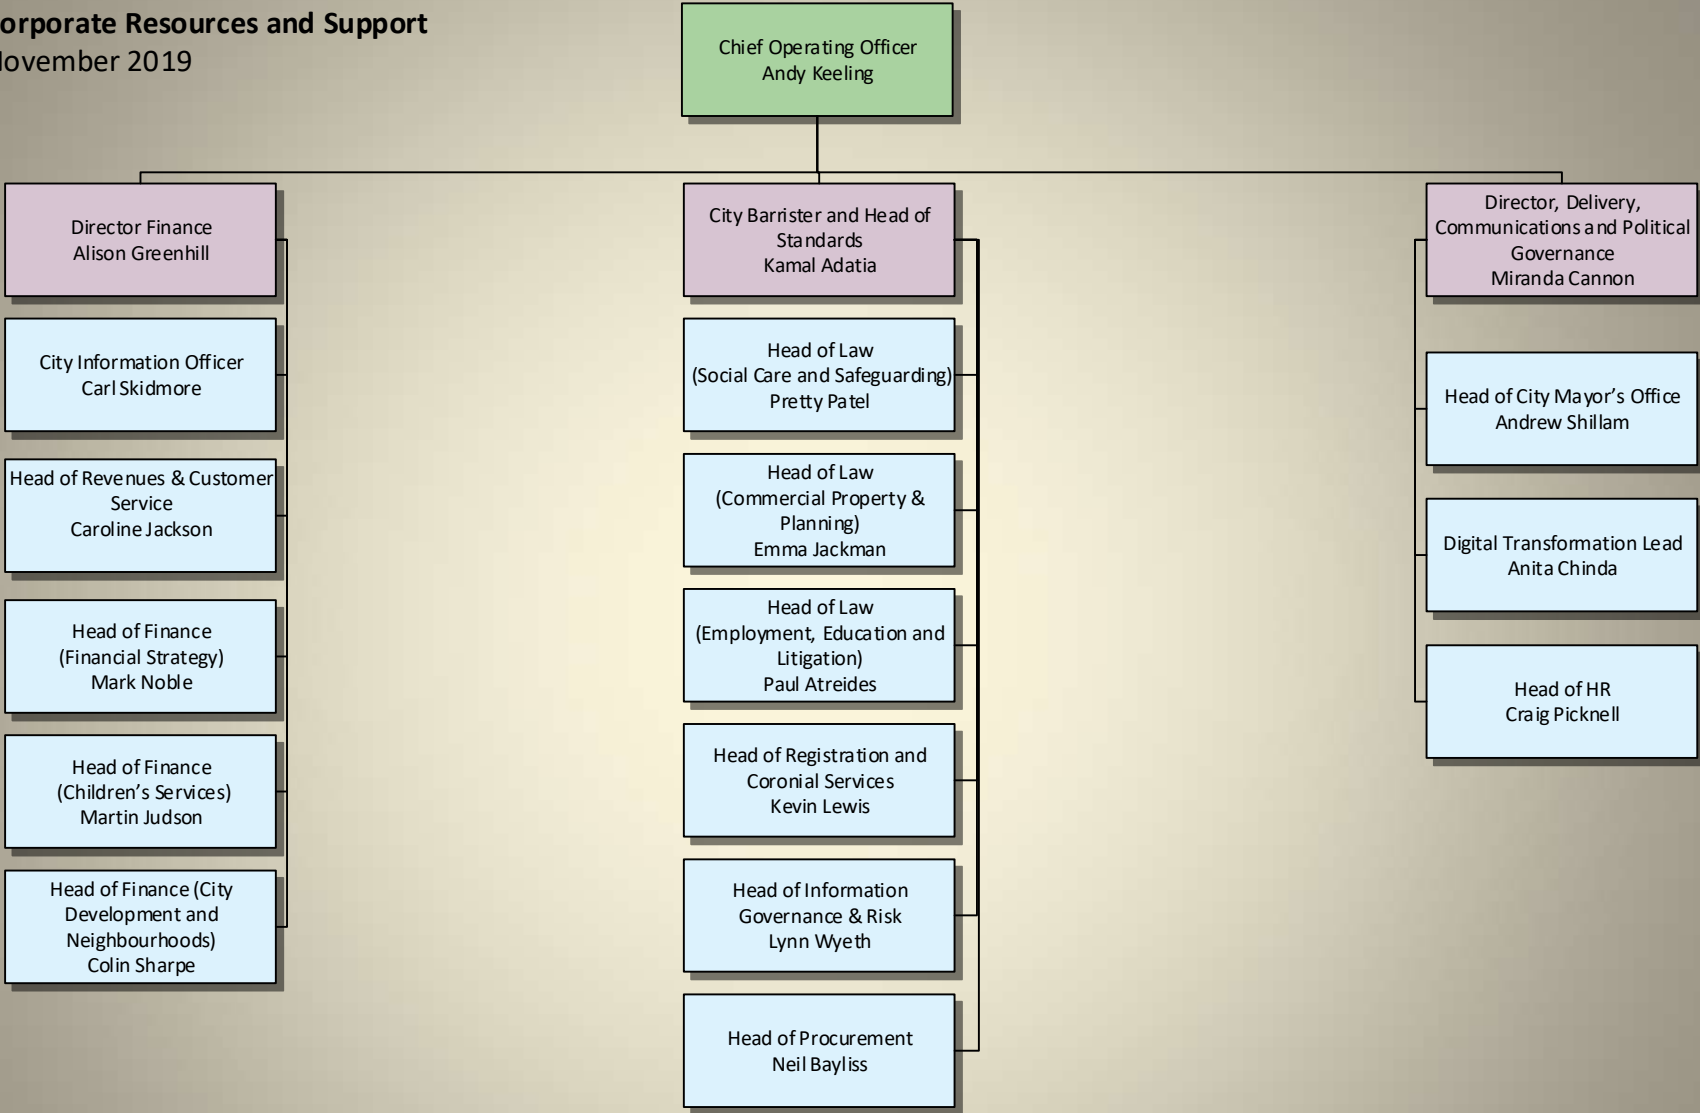 orporate Resources and Support
November 2019
Chief Operating Officer
Andy Keeling
Director Finance
Alison Greenhill
City Information Officer
Carl Skidmore
Head of Revenues & Customer
Service
Caroline Jackson
Head of Finance
(Financial Strategy)
Mark Noble
Head of Finance
(Children’s Services)
Martin Judson
Head of Finance (City
Development and
Neighbourhoods)
Colin Sharpe
City Barrister and Head of
Standards
Kamal Adatia
Head of Law
(Social Care and Safeguarding)
Pretty Patel
Head of Law
(Commercial Property &
Planning)
Emma Jackman
Head of Law
(Employment, Education and
Litigation)
Paul Atreides
Head of Registration and
Coronial Services
Kevin Lewis
Head of Information
Governance & Risk
Lynn Wyeth
Head of Procurement
Neil Bayliss
Director, Delivery,
Communications and Political
Governance
Miranda Cannon
Head of City Mayor’s Office
Andrew Shillam
Digital Transformation Lead
Anita Chinda
Head of HR
Craig Picknell